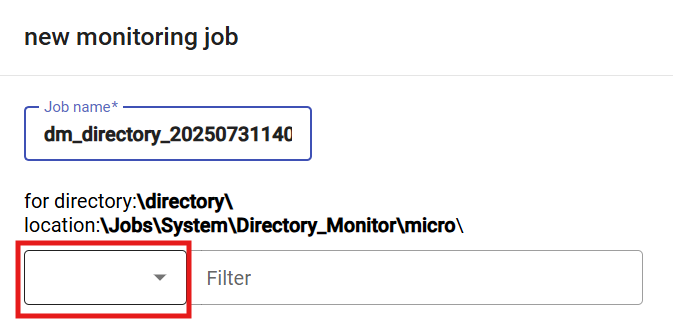 new monitoring job
Job name*
dm_directory_20250731140
for directory:\directory\
location:\Jobs\System\Directory_Monitor\micro\
Filter